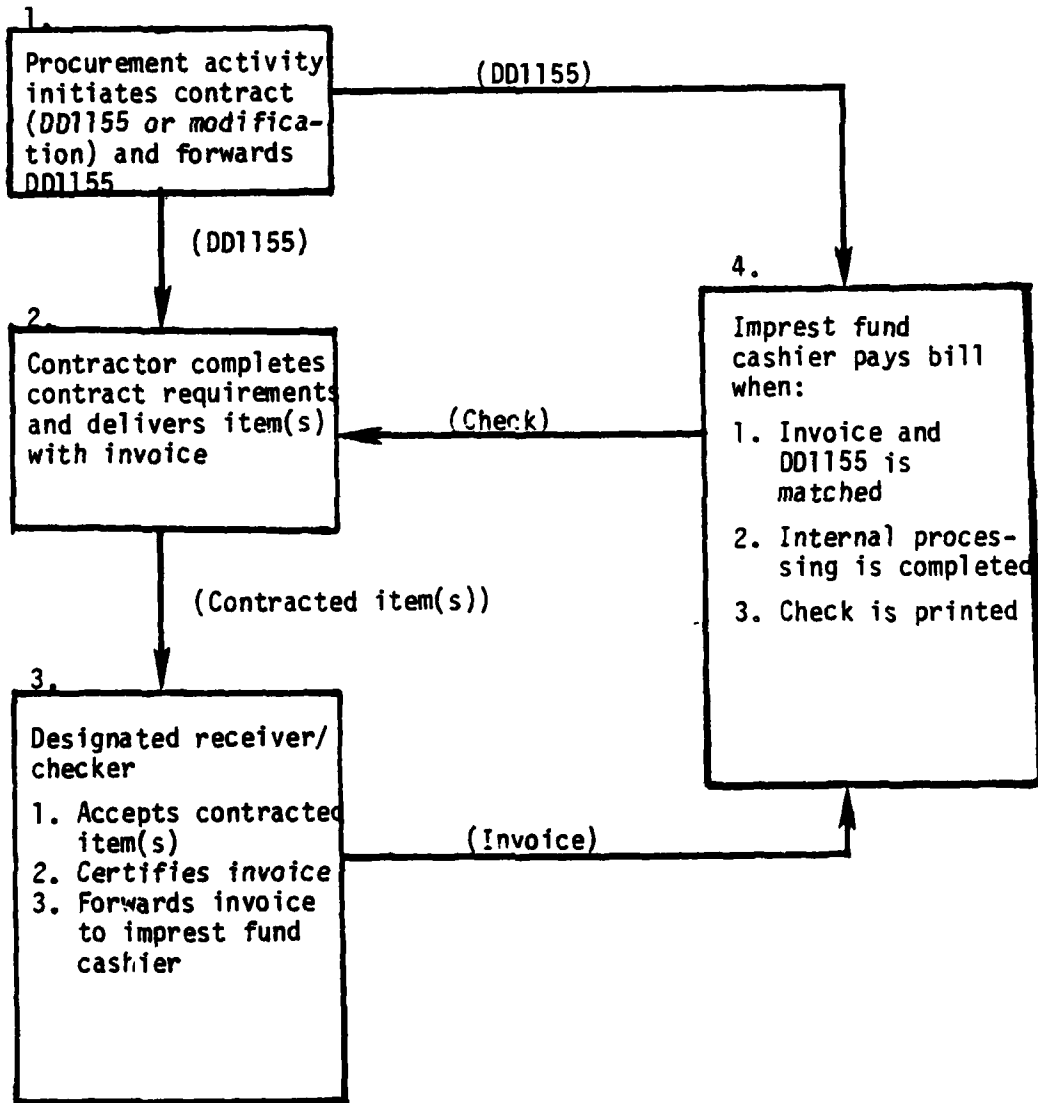 1.
Procurement activity
initiates contract
(DD1155 or modifica-
tion) and forwards
DD1155
(DD1155)
(DD1155)
2.
Contractor completes
contract requirements
and delivers item(s)
with invoice
(Check)
(Contracted item(s))
3.
Designated receiver/
checker
1. Accepts contracted
item(s)
2. Certifies invoice
3. Forwards invoice
to imprest fund
cashier
(Invoice)
4.
Imprest fund
cashier pays bill
when:
1. Invoice and
DD1155 is
matched
2. Internal proces-
sing is completed
3. Check is printed